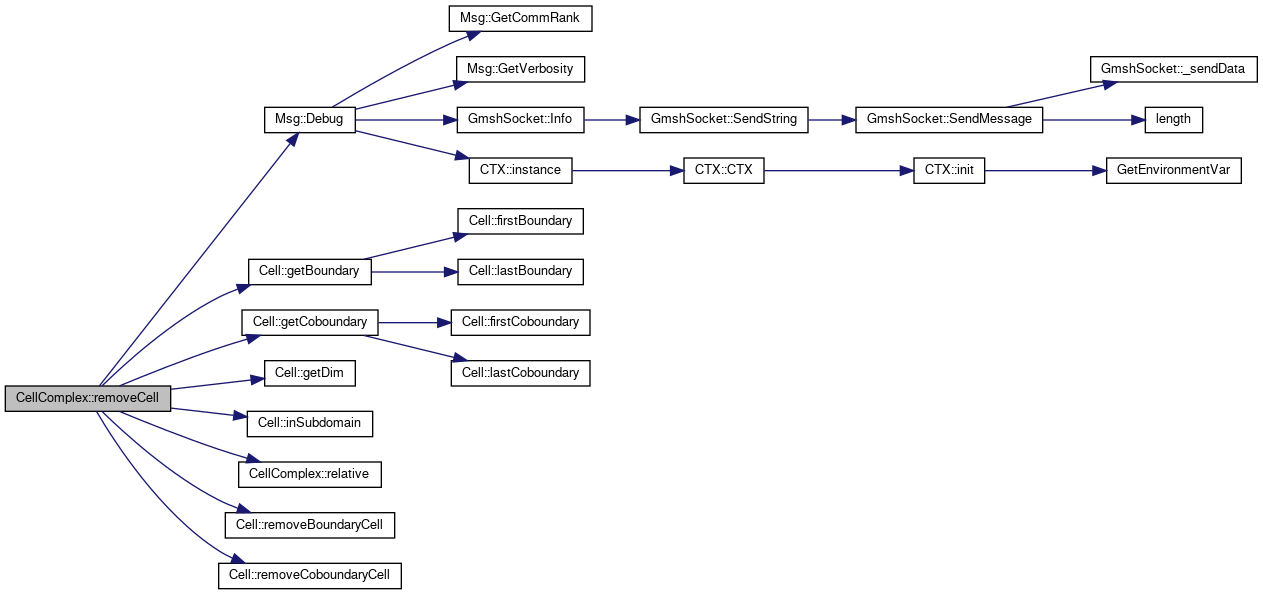 Msg::GetCommRank
Msg::GetVerbosity
GmshSocket::_sendData
Msg::Debug
GmshSocket::Info
GmshSocket::SendString
GmshSocket::SendMessage
length
CTX::instance
CTX::CTX
CTX::init
GetEnvironmentVar
Cell::firstBoundary
Cell::getBoundary
Cell::lastBoundary
Cell::getCoboundary
Cell::firstCoboundary
Cell::getDim
Cell::lastCoboundary
CellComplex::removeCell
Cell::inSubdomain
CellComplex::relative
Cell::removeBoundaryCell
Cell::removeCoboundaryCell